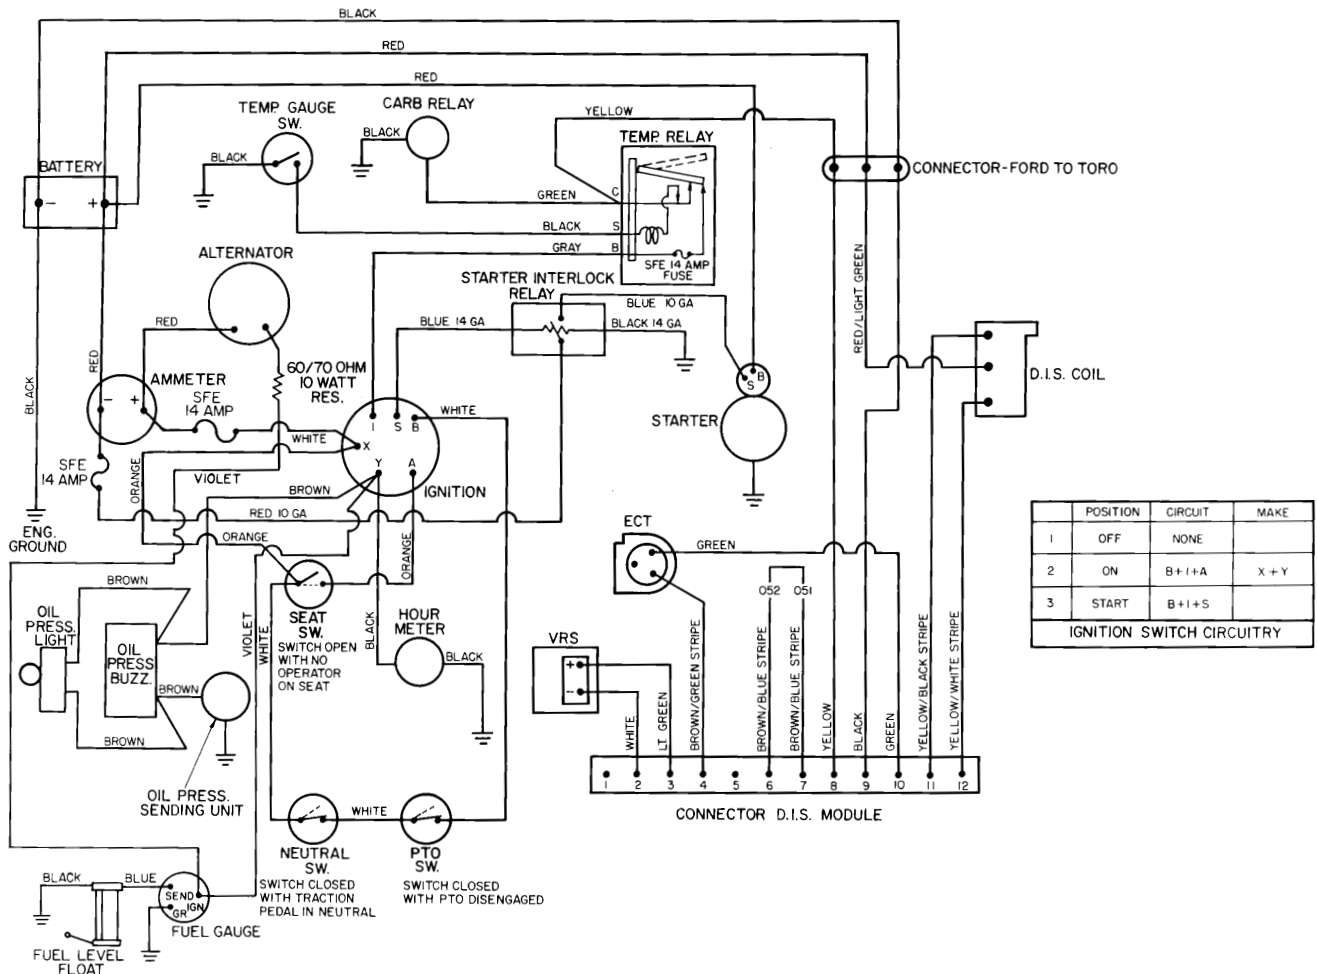 BLACK
RED
RED
TEMP. GAUGE
SW.
CARB RELAY
YELLOW
BLACK
TEMP. RELAY
BLACK
BATTERY
-
+
CONNECTOR-FORD TO TORO
GREEN
C
BLACK
S
GRAY
B
SFE 14 AMP
FUSE
ALTERNATOR
STARTER INTERLOCK
RELAY
BLUE 10 GA
RED
BLUE 14 GA
BLACK 14 GA
RED/LIGHT GREEN
RED
60/70 OHM
10 WATT
RES.
BLACK
AMMETER
-
+
SFE
14 AMP
B
S
D.I.S. COIL
I
S
B
WHITE
STARTER
WHITE
X
SFE
14 AMP
ORANGE
VIOLET
Y
A
BROWN
IGNITION
RED 10 GA
ENG.
GROUND
ORANGE
ORANGE
ECT
GREEN
POSITION
CIRCUIT
MAKE
1
OFF
NONE
2
ON
B+I+A
X+Y
3
START
B+I+S
IGNITION SWITCH CIRCUITRY
BROWN
OIL
PRESS.
LIGHT
OIL
PRESS
BUZZ.
BROWN
BROWN
VIOLET
WHITE
SEAT
SW.
SWITCH OPEN
WITH NO
OPERATOR
ON SEAT
BLACK
HOUR
METER
BLACK
052
051
VRS
+
-
WHITE
LT GREEN
BROWN/GREEN STRIPE
BROWN/BLUE STRIPE
BROWN/BLUE STRIPE
YELLOW
BLACK
GREEN
YELLOW/BLACK STRIPE
YELLOW/WHITE STRIPE
1
2
3
4
5
6
7
8
9
10
11
12
CONNECTOR D.I.S. MODULE
OIL PRESS.
SENDING UNIT
WHITE
NEUTRAL
SW.
PTO
SW.
SWITCH CLOSED
WITH TRACTION
PEDAL IN NEUTRAL
SWITCH CLOSED
WITH PTO DISENGAGED
BLACK
BLUE
SEND
IGN
GR
FUEL GAUGE
FUEL LEVEL
FLOAT